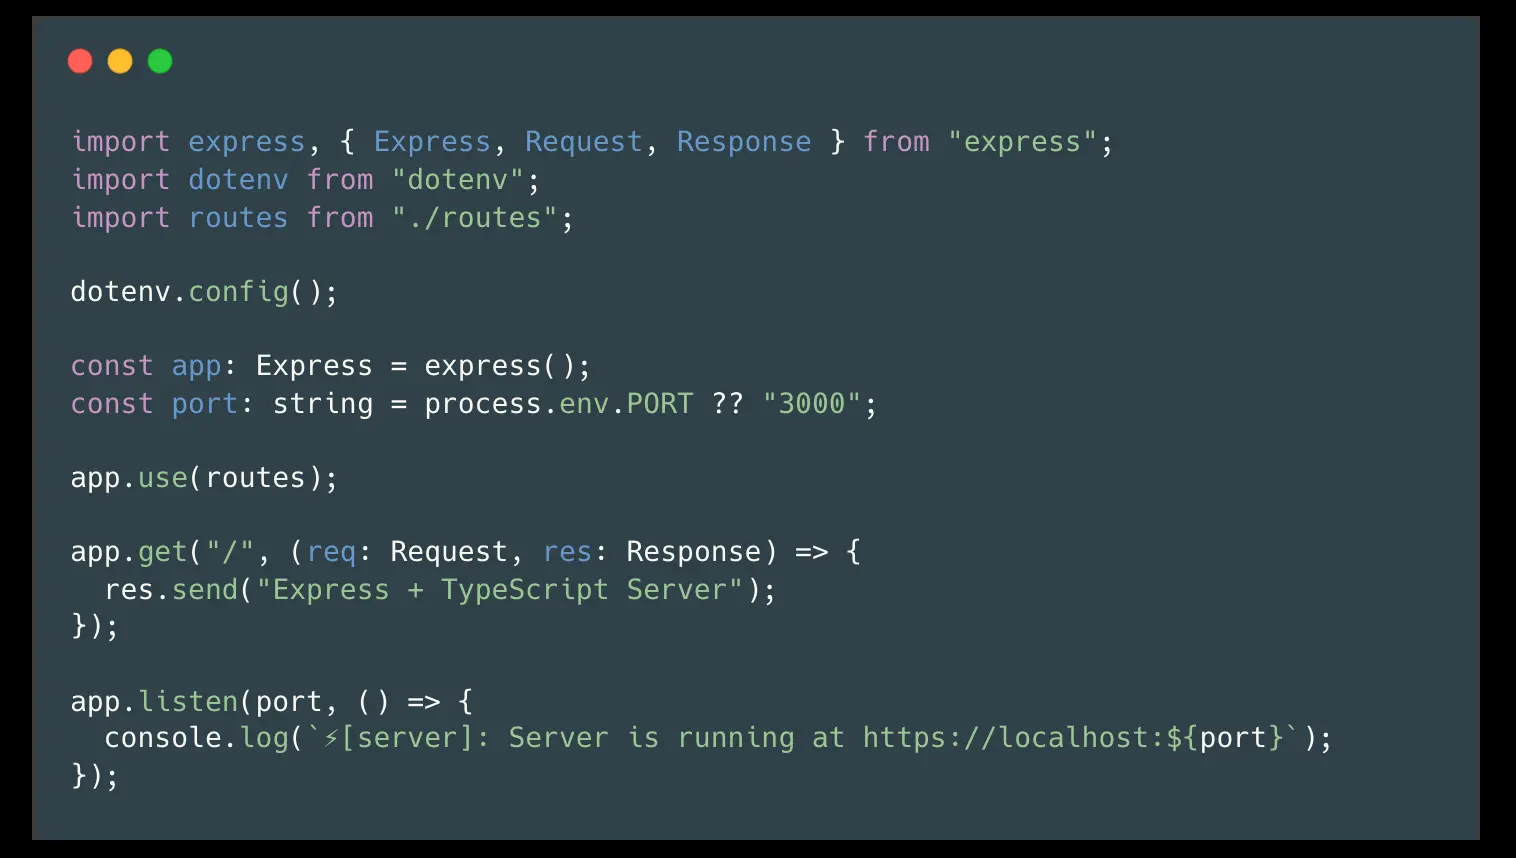 import express, { Express, Request, Response } from "express";
import dotenv from "dotenv";
import routes from "./routes";

dotenv.config();

const app: Express = express();
const port: string = process.env.PORT ?? "3000";

app.use(routes);

app.get("/", (req: Request, res: Response) => {
  res.send("Express + TypeScript Server");
});

app.listen(port, () => {
  console.log(`⚡[server]: Server is running at https://localhost:${port}`);
});